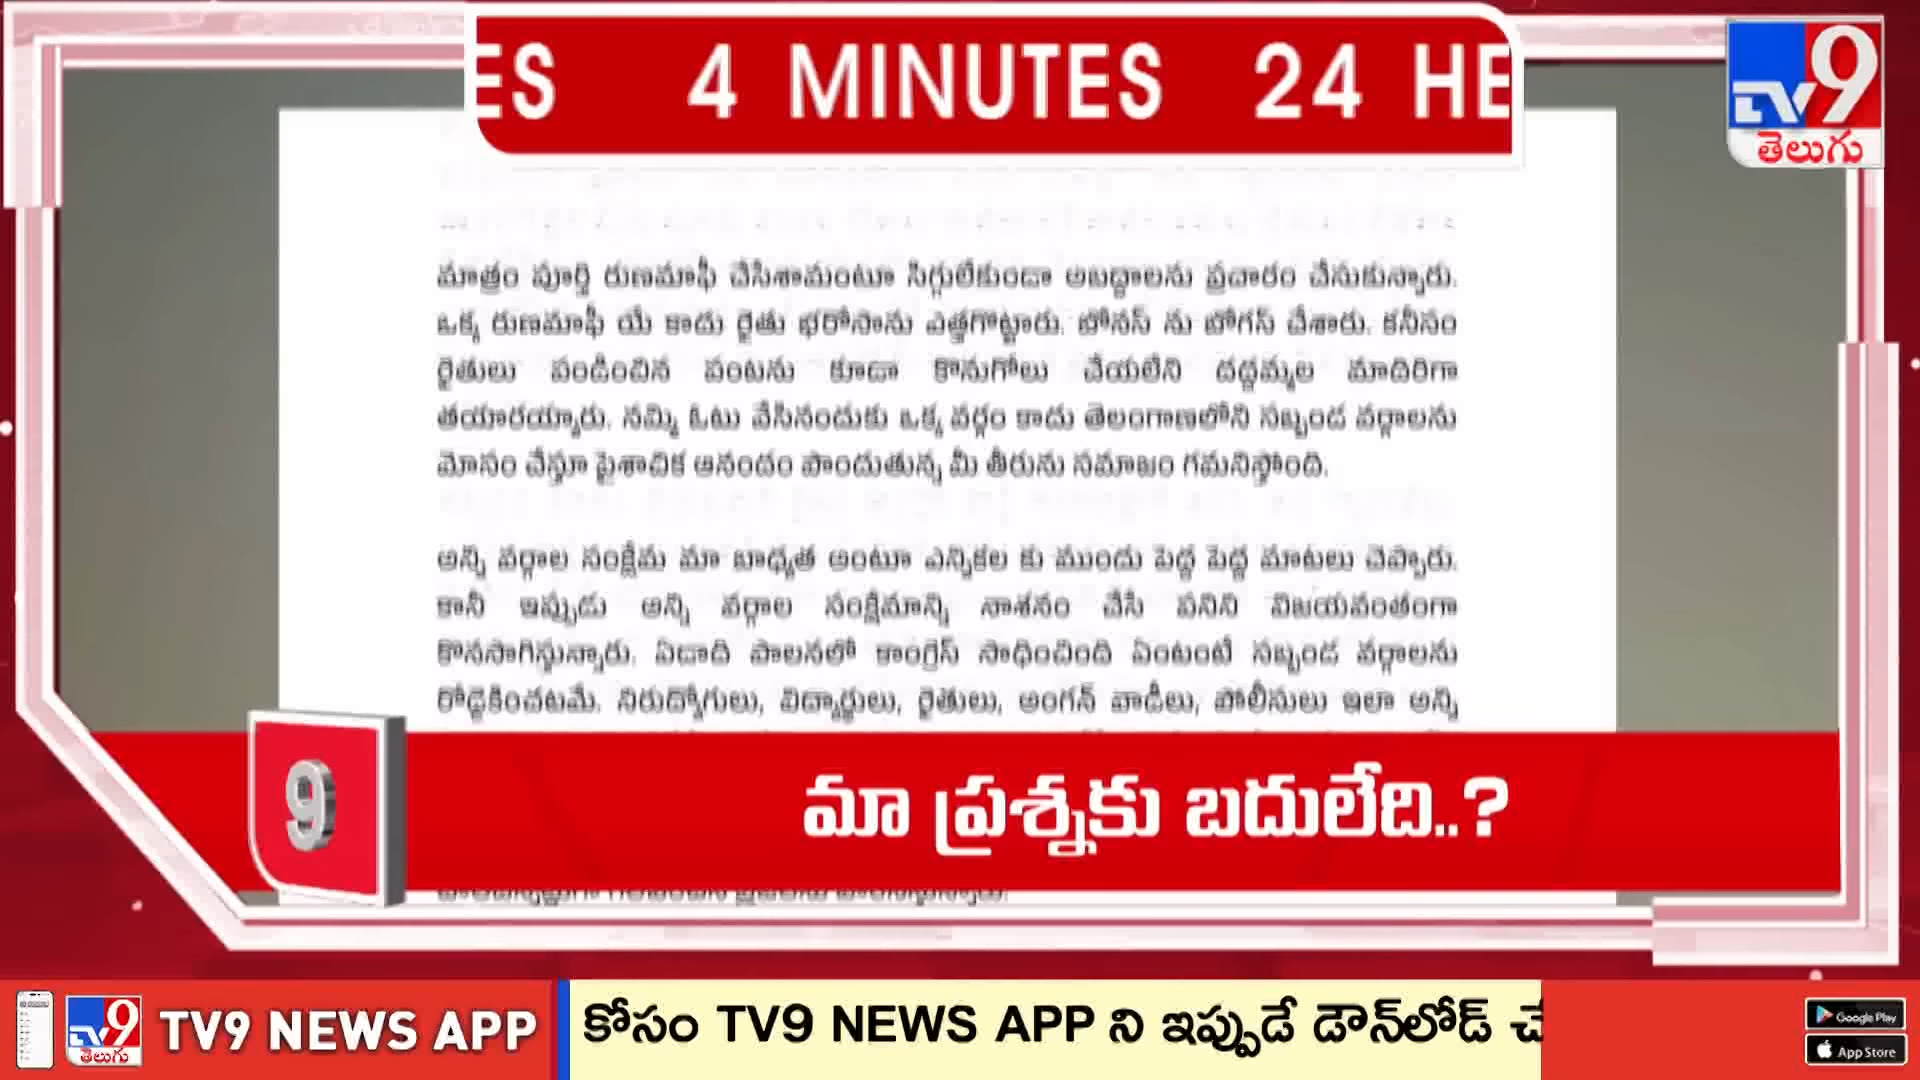 ES 4 MINUTES 24 HE
TV9
తెలుగు
మాత్రం పూర్తి రుణమాఫీ చేసేశామంటూ సిగ్గులేకుండా అబద్ధాలను ప్రచారం చేసుకున్నారు.
ఒక్క రుణమాఫీ యే కాదు రైతు భరోసాను ఎత్తగొట్టారు. బోనస్ ను బోగస్ చేశారు. కనీసం
రైతులు పండించిన పంటను కూడా కొనుగోలు చేయలేని దద్దమ్మల మాదిరిగా
తయారయ్యారు. నమ్మి ఓటు వేసినందుకు ఒక్క వర్గం కాదు తెలంగాణలోని సబ్బండ వర్గాలను
మోసం చేస్తూ పైశాచిక ఆనందం పొందుతున్న మీ తీరును సమాజం గమనిస్తోంది.
అన్ని వర్గాల సంక్షేమ మా బాధ్యత అంటూ ఎన్నికల కు ముందు పెద్ద పెద్ద మాటలు చెప్పారు.
కానీ ఇప్పుడు అన్ని వర్గాల సంక్షేమాన్ని నాశనం చేసే పనిని విజయవంతంగా
కొనసాగిస్తున్నారు. ఏడాది పాలనలో కాంగ్రెస్ సాధించింది ఏంటంటే సబ్బండ వర్గాలను
రోడ్డెకించటమే. నిరుద్యోగులు, విద్యార్థులు, రైతులు, అంగన్ వాడీలు, పోలీసులు ఇలా అన్ని
9
మా ప్రశ్నకు బదులేది..?
TV9
తెలుగు
TV9 NEWS APP
కోసం TV9 NEWS APP ని ఇప్పుడే డౌన్‌లోడ్ చే
Google Play
App Store